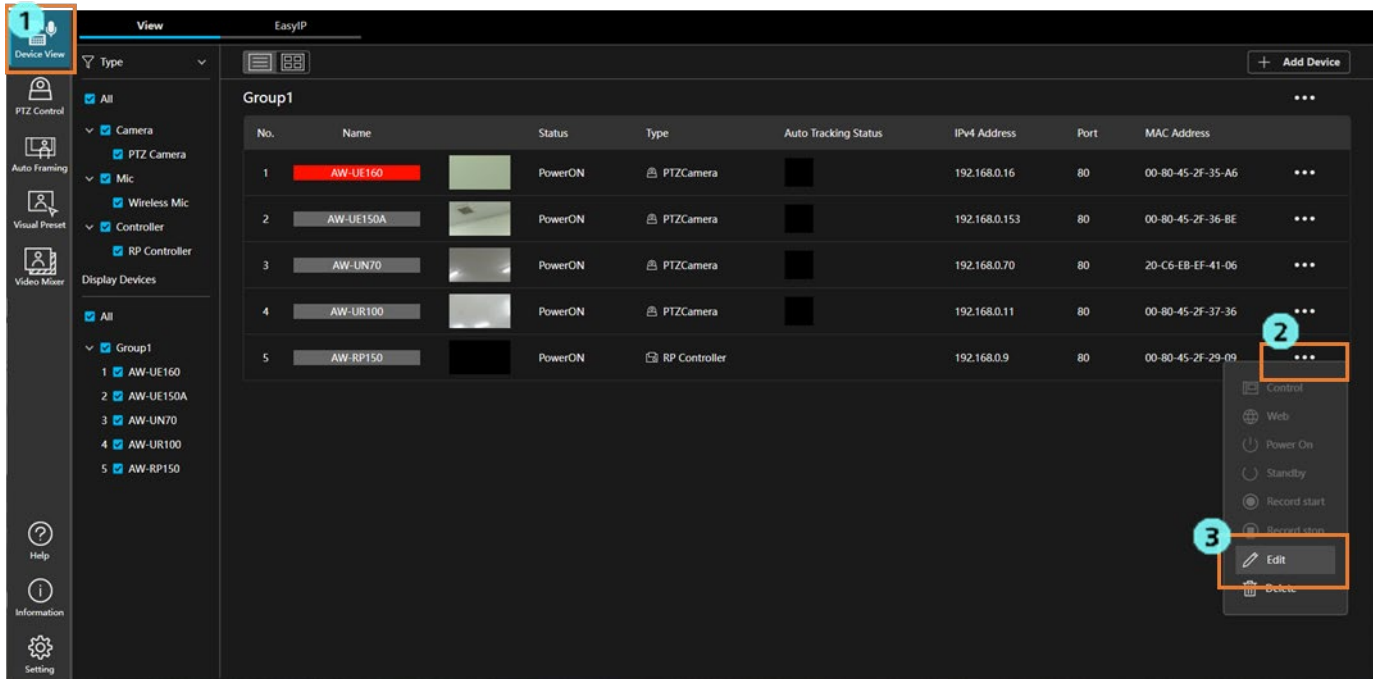 1
Device View
PTZ Control
Auto Framing
Visual Preset
Video Mixer
Help
Information
Setting
View EasyIP
Type
All
Camera
PTZ Camera
Mic
Wireless Mic
Controller
RP Controller
Display Devices
All
Group1
1 AW-UE160
2 AW-UE150A
3 AW-UN70
4 AW-UR100
5 AW-RP150
+ Add Device
Group1 •••
No. Name Status Type Auto Tracking Status IPv4 Address Port MAC Address
1 AW-UE160 PowerON PTZCamera 192.168.0.16 80 00-80-45-2F-35-A6 •••
2 AW-UE150A PowerON PTZCamera 192.168.0.153 80 00-80-45-2F-36-BE •••
3 AW-UN70 PowerON PTZCamera 192.168.0.70 80 20-C6-EB-EF-41-06 •••
4 AW-UR100 PowerON PTZCamera 192.168.0.11 80 00-80-45-2F-37-36 •••
2
5 AW-RP150 PowerON RP Controller 192.168.0.9 80 00-80-45-2F-29-09 •••
Control
Web
Power On
Standby
Record start
Record stop
3
Edit
Delete